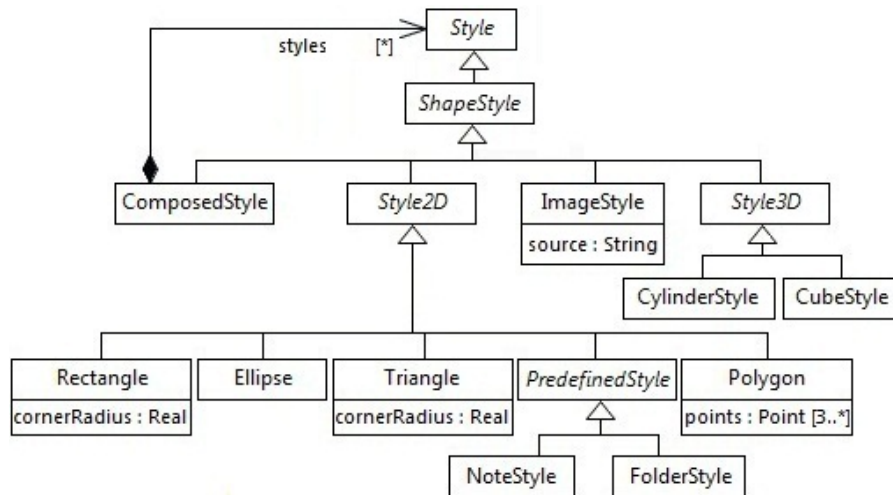 Style
styles [*]
ShapeStyle
ComposedStyle Style2D ImageStyle Style3D
source : String
CylinderStyle CubeStyle
Rectangle Ellipse Triangle PredefinedStyle Polygon
cornerRadius : Real cornerRadius : Real points : Point [3..*]
NoteStyle FolderStyle